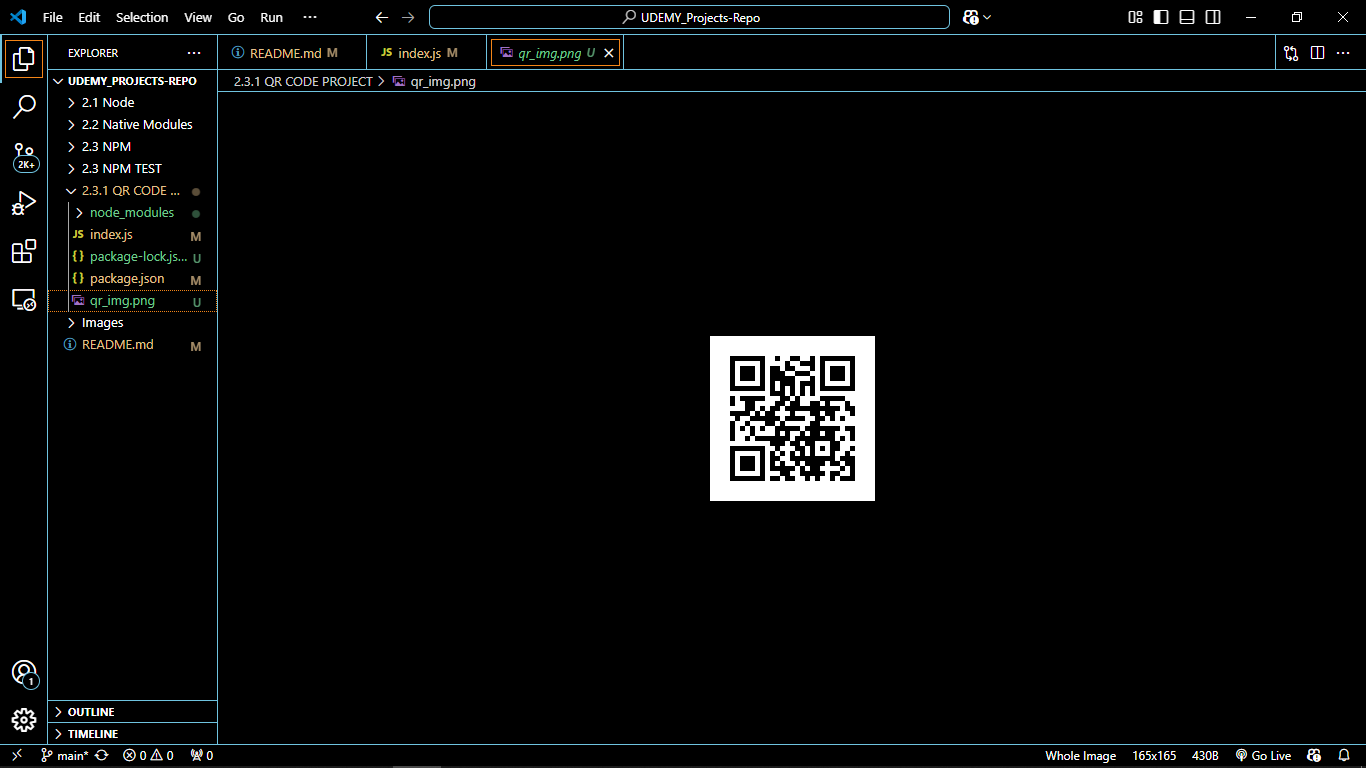 File Edit Selection View Go Run ··· UDEMY_Projects-Repo
EXPLORER ···
README.md M
index.js M
qr_img.png U
2.3.1 QR CODE PROJECT > qr_img.png
UDEMY_PROJECTS-REPO
2.1 Node
2.2 Native Modules
2.3 NPM
2.3 NPM TEST
2.3.1 QR CODE ...
node_modules
JS index.js M
{} package-lock.js... U
{} package.json M
qr_img.png U
Images
README.md M
2K+
1
OUTLINE
TIMELINE
main* 0 0 0
Whole Image 165x165 430B Go Live